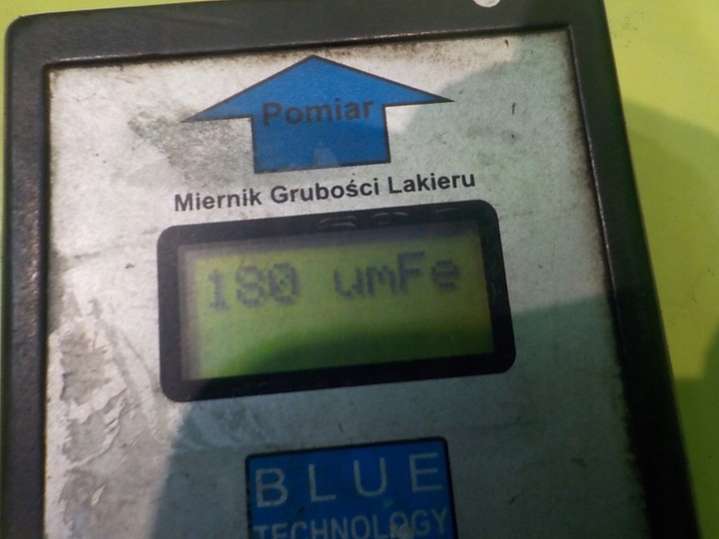 Pomiar
Miernik Grubości Lakieru
180 umFe
BLUE
TECHNOLOGY